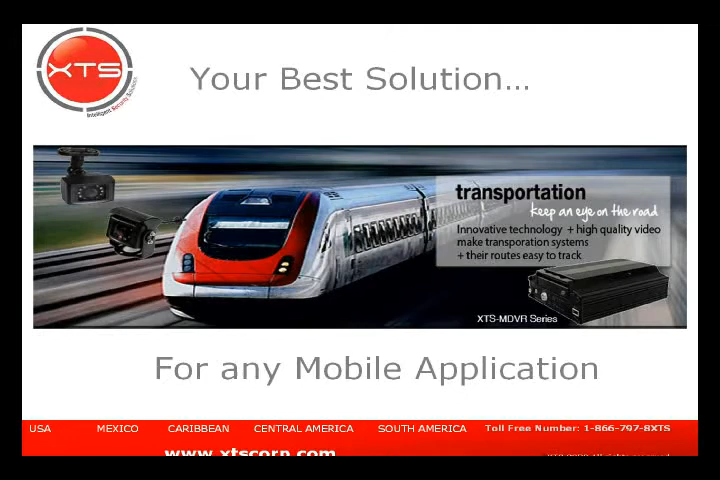 XTS
Intelligent Security Solutions
Your Best Solution...
transportation
keep an eye on the road
Innovative technology + high quality video
make transporation systems
+ their routes easy to track
XTS-MDVR Series
For any Mobile Application
USA MEXICO CARIBBEAN CENTRAL AMERICA SOUTH AMERICA Toll Free Number: 1-866-797-8XTS
www.xtscorp.com